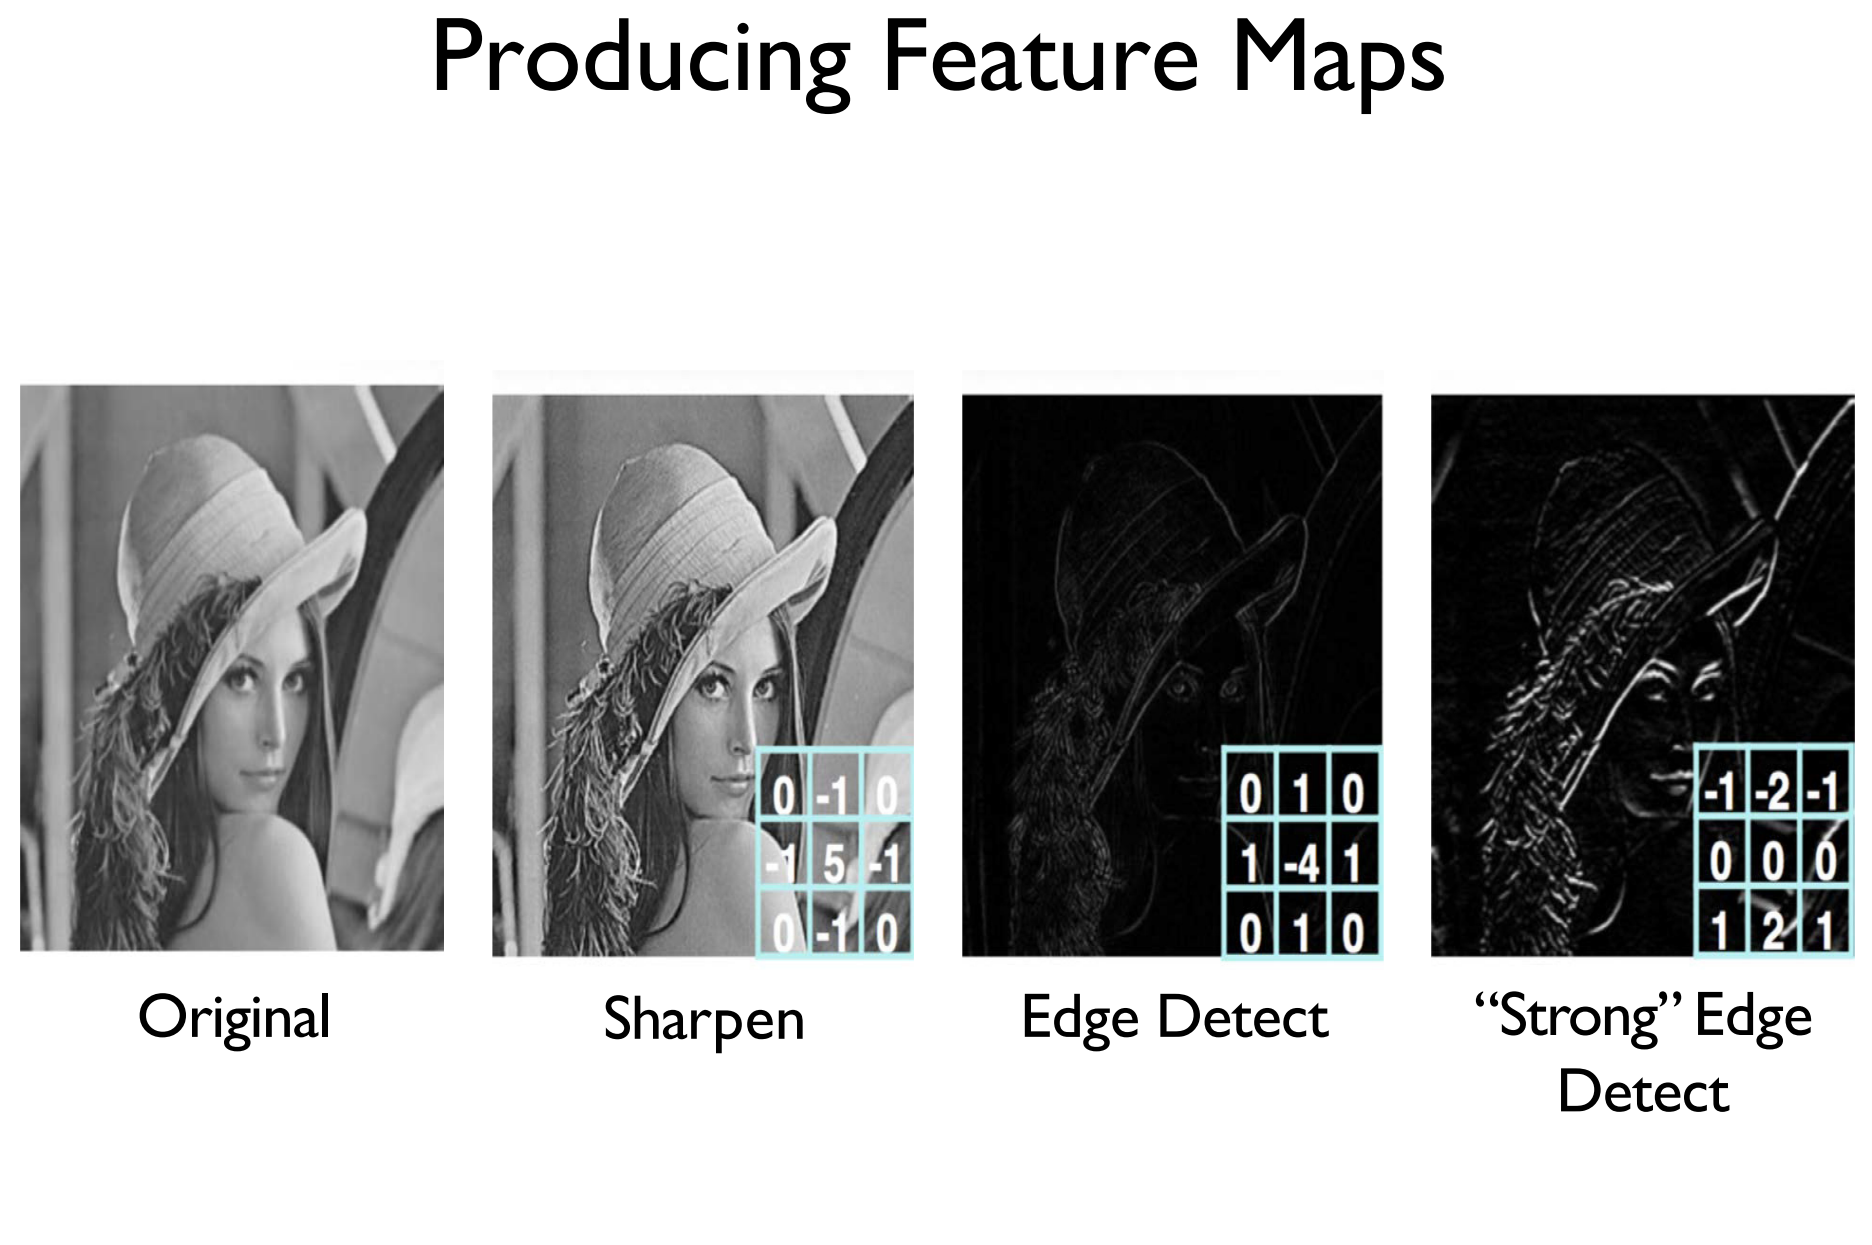 Producing Feature Maps
0 -1 0
-1 5 -1
0 -1 0
0 1 0
1 -4 1
0 1 0
-1 -2 -1
0 0 0
1 2 1
Original
Sharpen
Edge Detect
“Strong” Edge
Detect